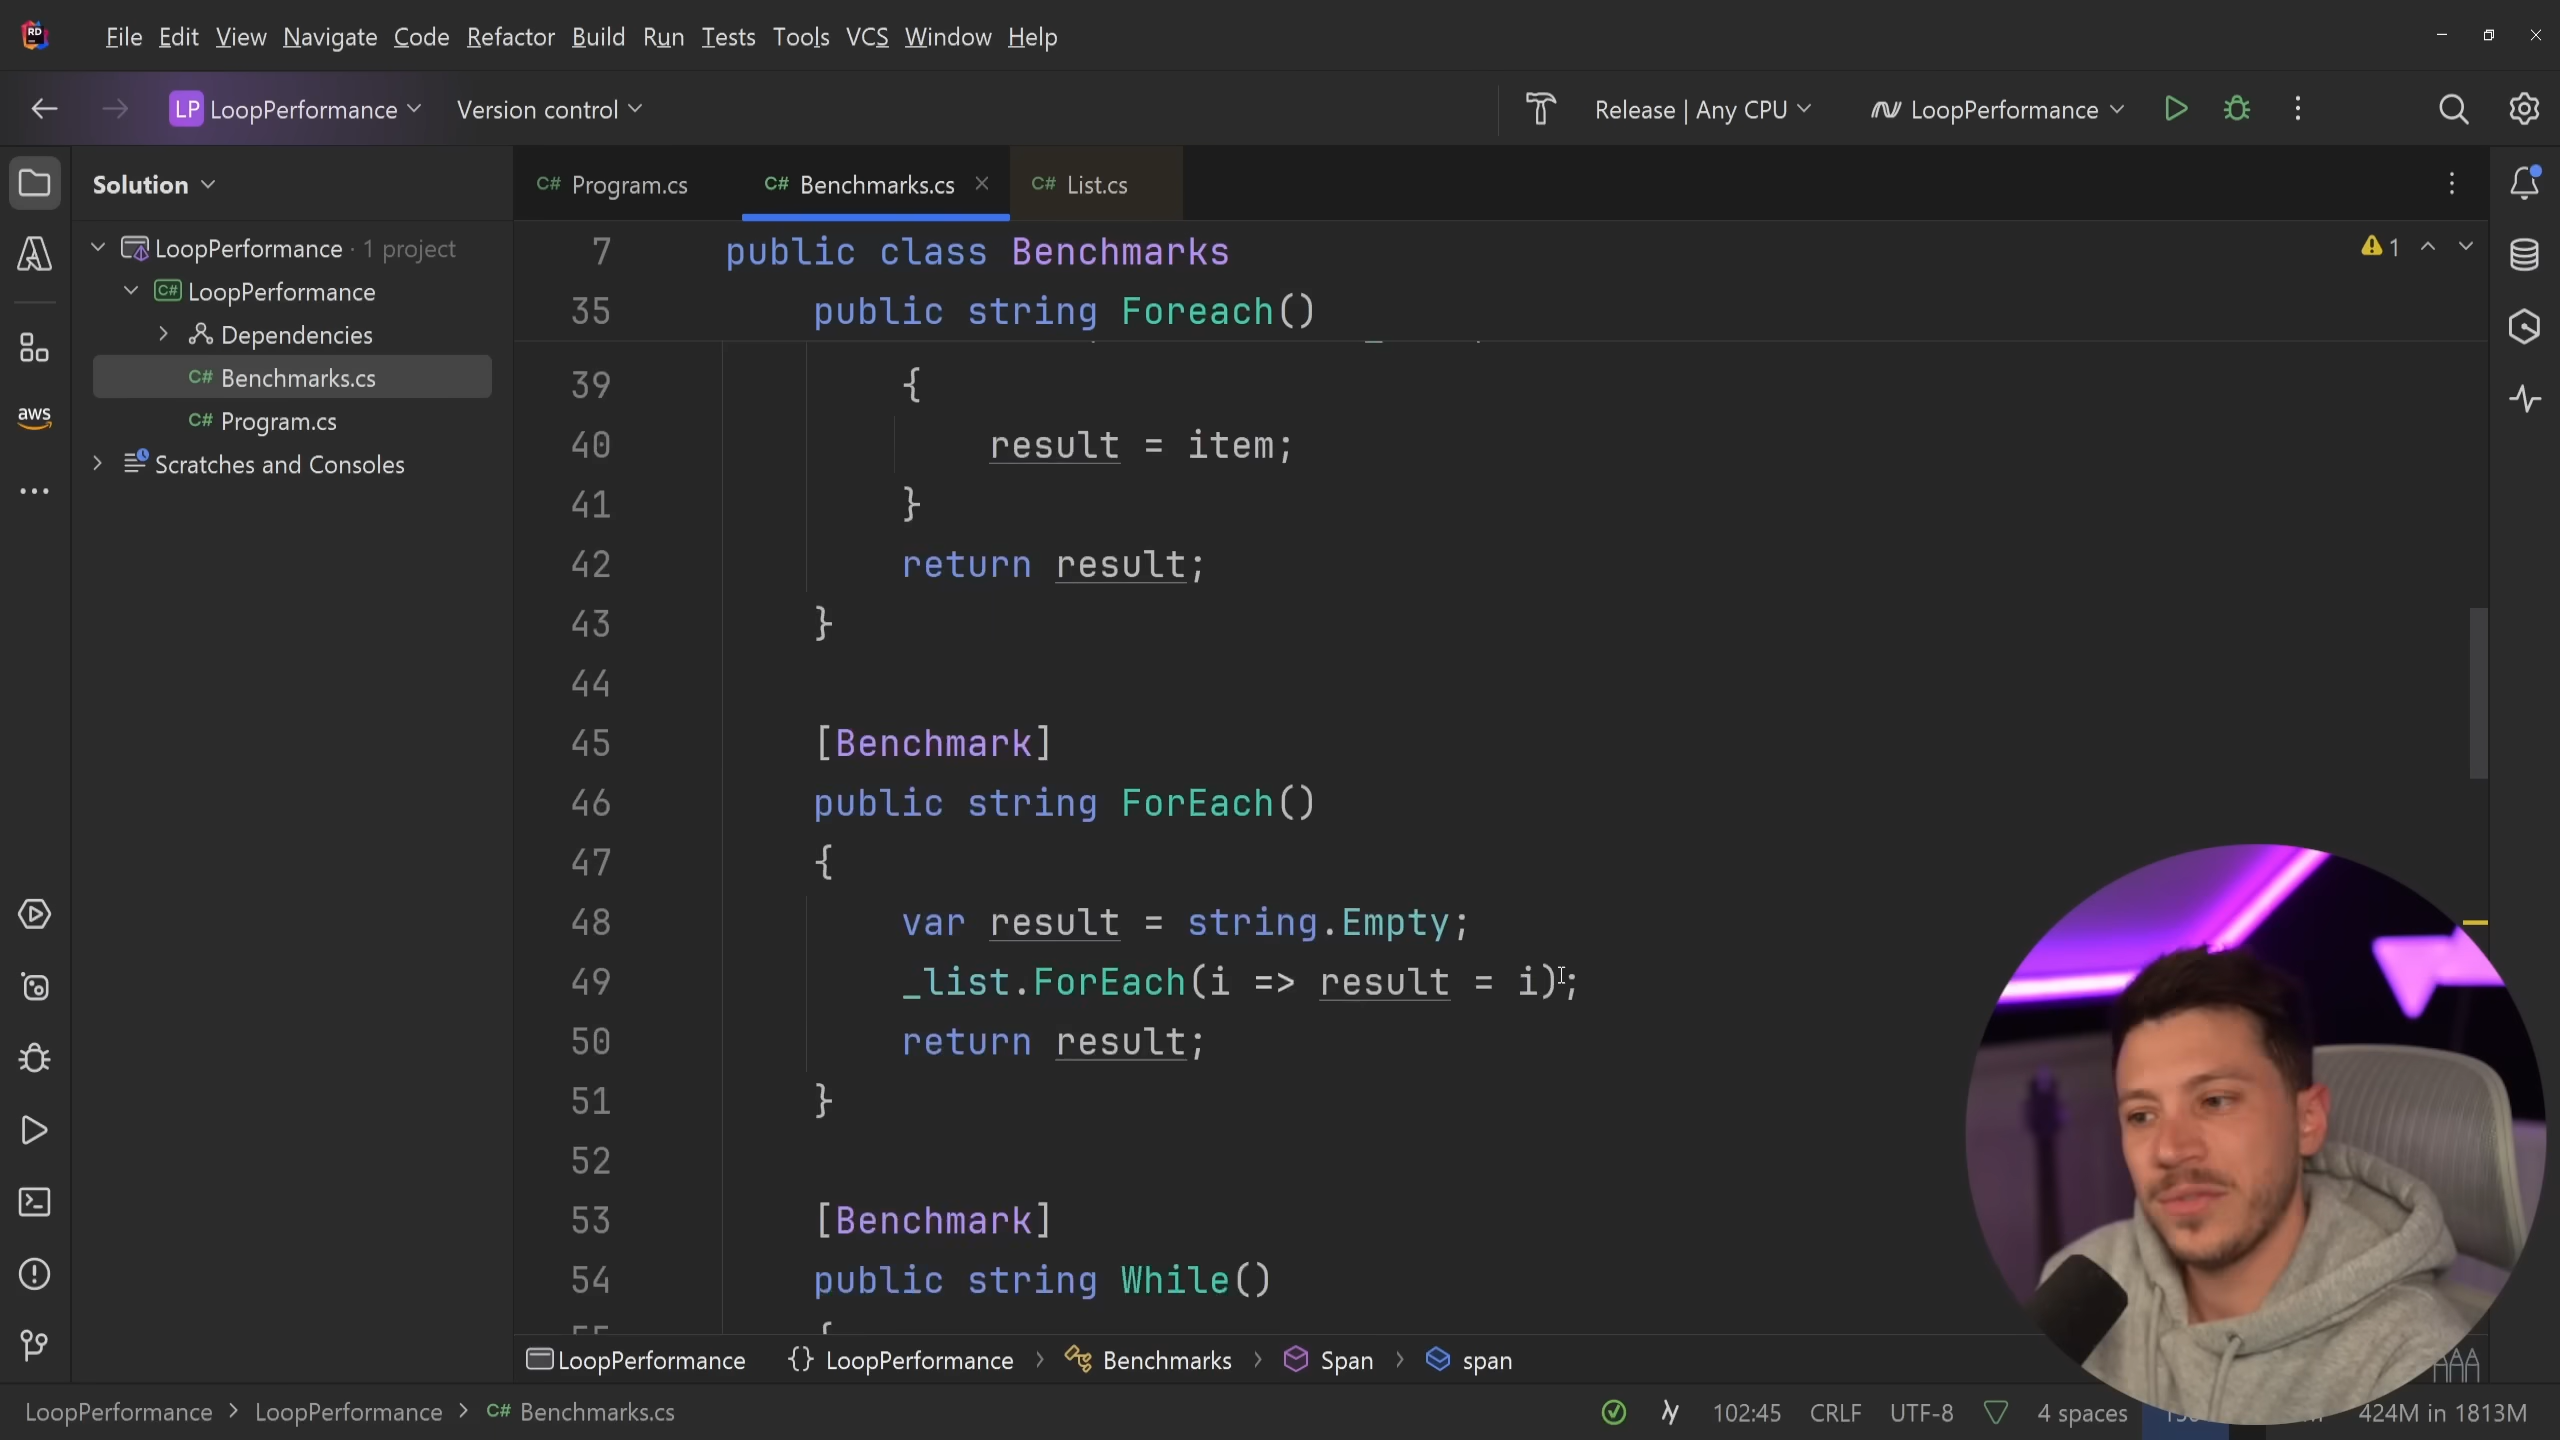 RD
File Edit View Navigate Code Refactor Build Run Tests Tools VCS Window Help
LP LoopPerformance Version control Release | Any CPU LoopPerformance
Solution
LoopPerformance · 1 project
C# LoopPerformance
Dependencies
C# Benchmarks.cs
C# Program.cs
Scratches and Consoles
aws
C# Program.cs C# Benchmarks.cs C# List.cs
7 public class Benchmarks
1
35 public string Foreach()
39 {
40 result = item;
41 }
42 return result;
43 }
44
45 [Benchmark]
46 public string ForEach()
47 {
48 var result = string.Empty;
49 _list.ForEach(i => result = i);
50 return result;
51 }
52
53 [Benchmark]
54 public string While()
55 {
LoopPerformance {} LoopPerformance > Benchmarks > Span > span
LoopPerformance > LoopPerformance > C# Benchmarks.cs
102:45 CRLF UTF-8 4 spaces 424M in 1813M